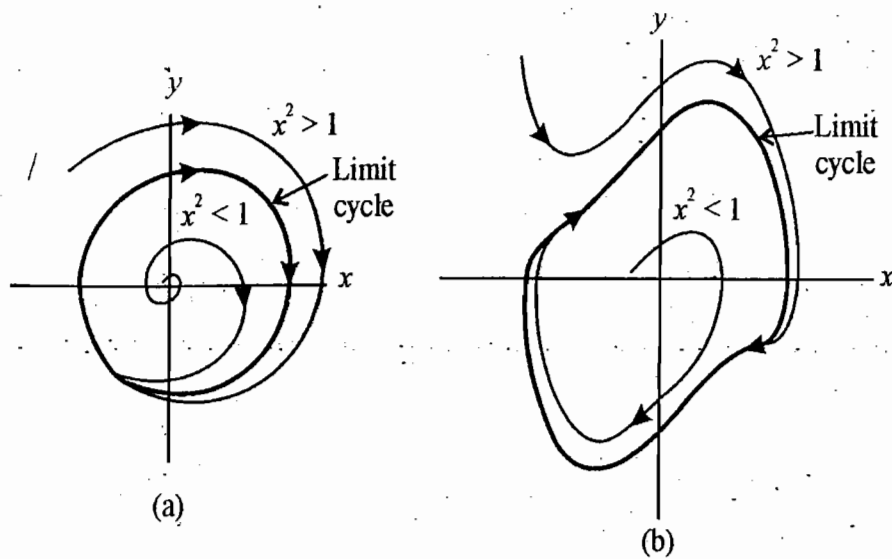 y
x² > 1
Limit
cycle
x² < 1
x
(a)
y
x² > 1
Limit
cycle
x² < 1
x
(b)